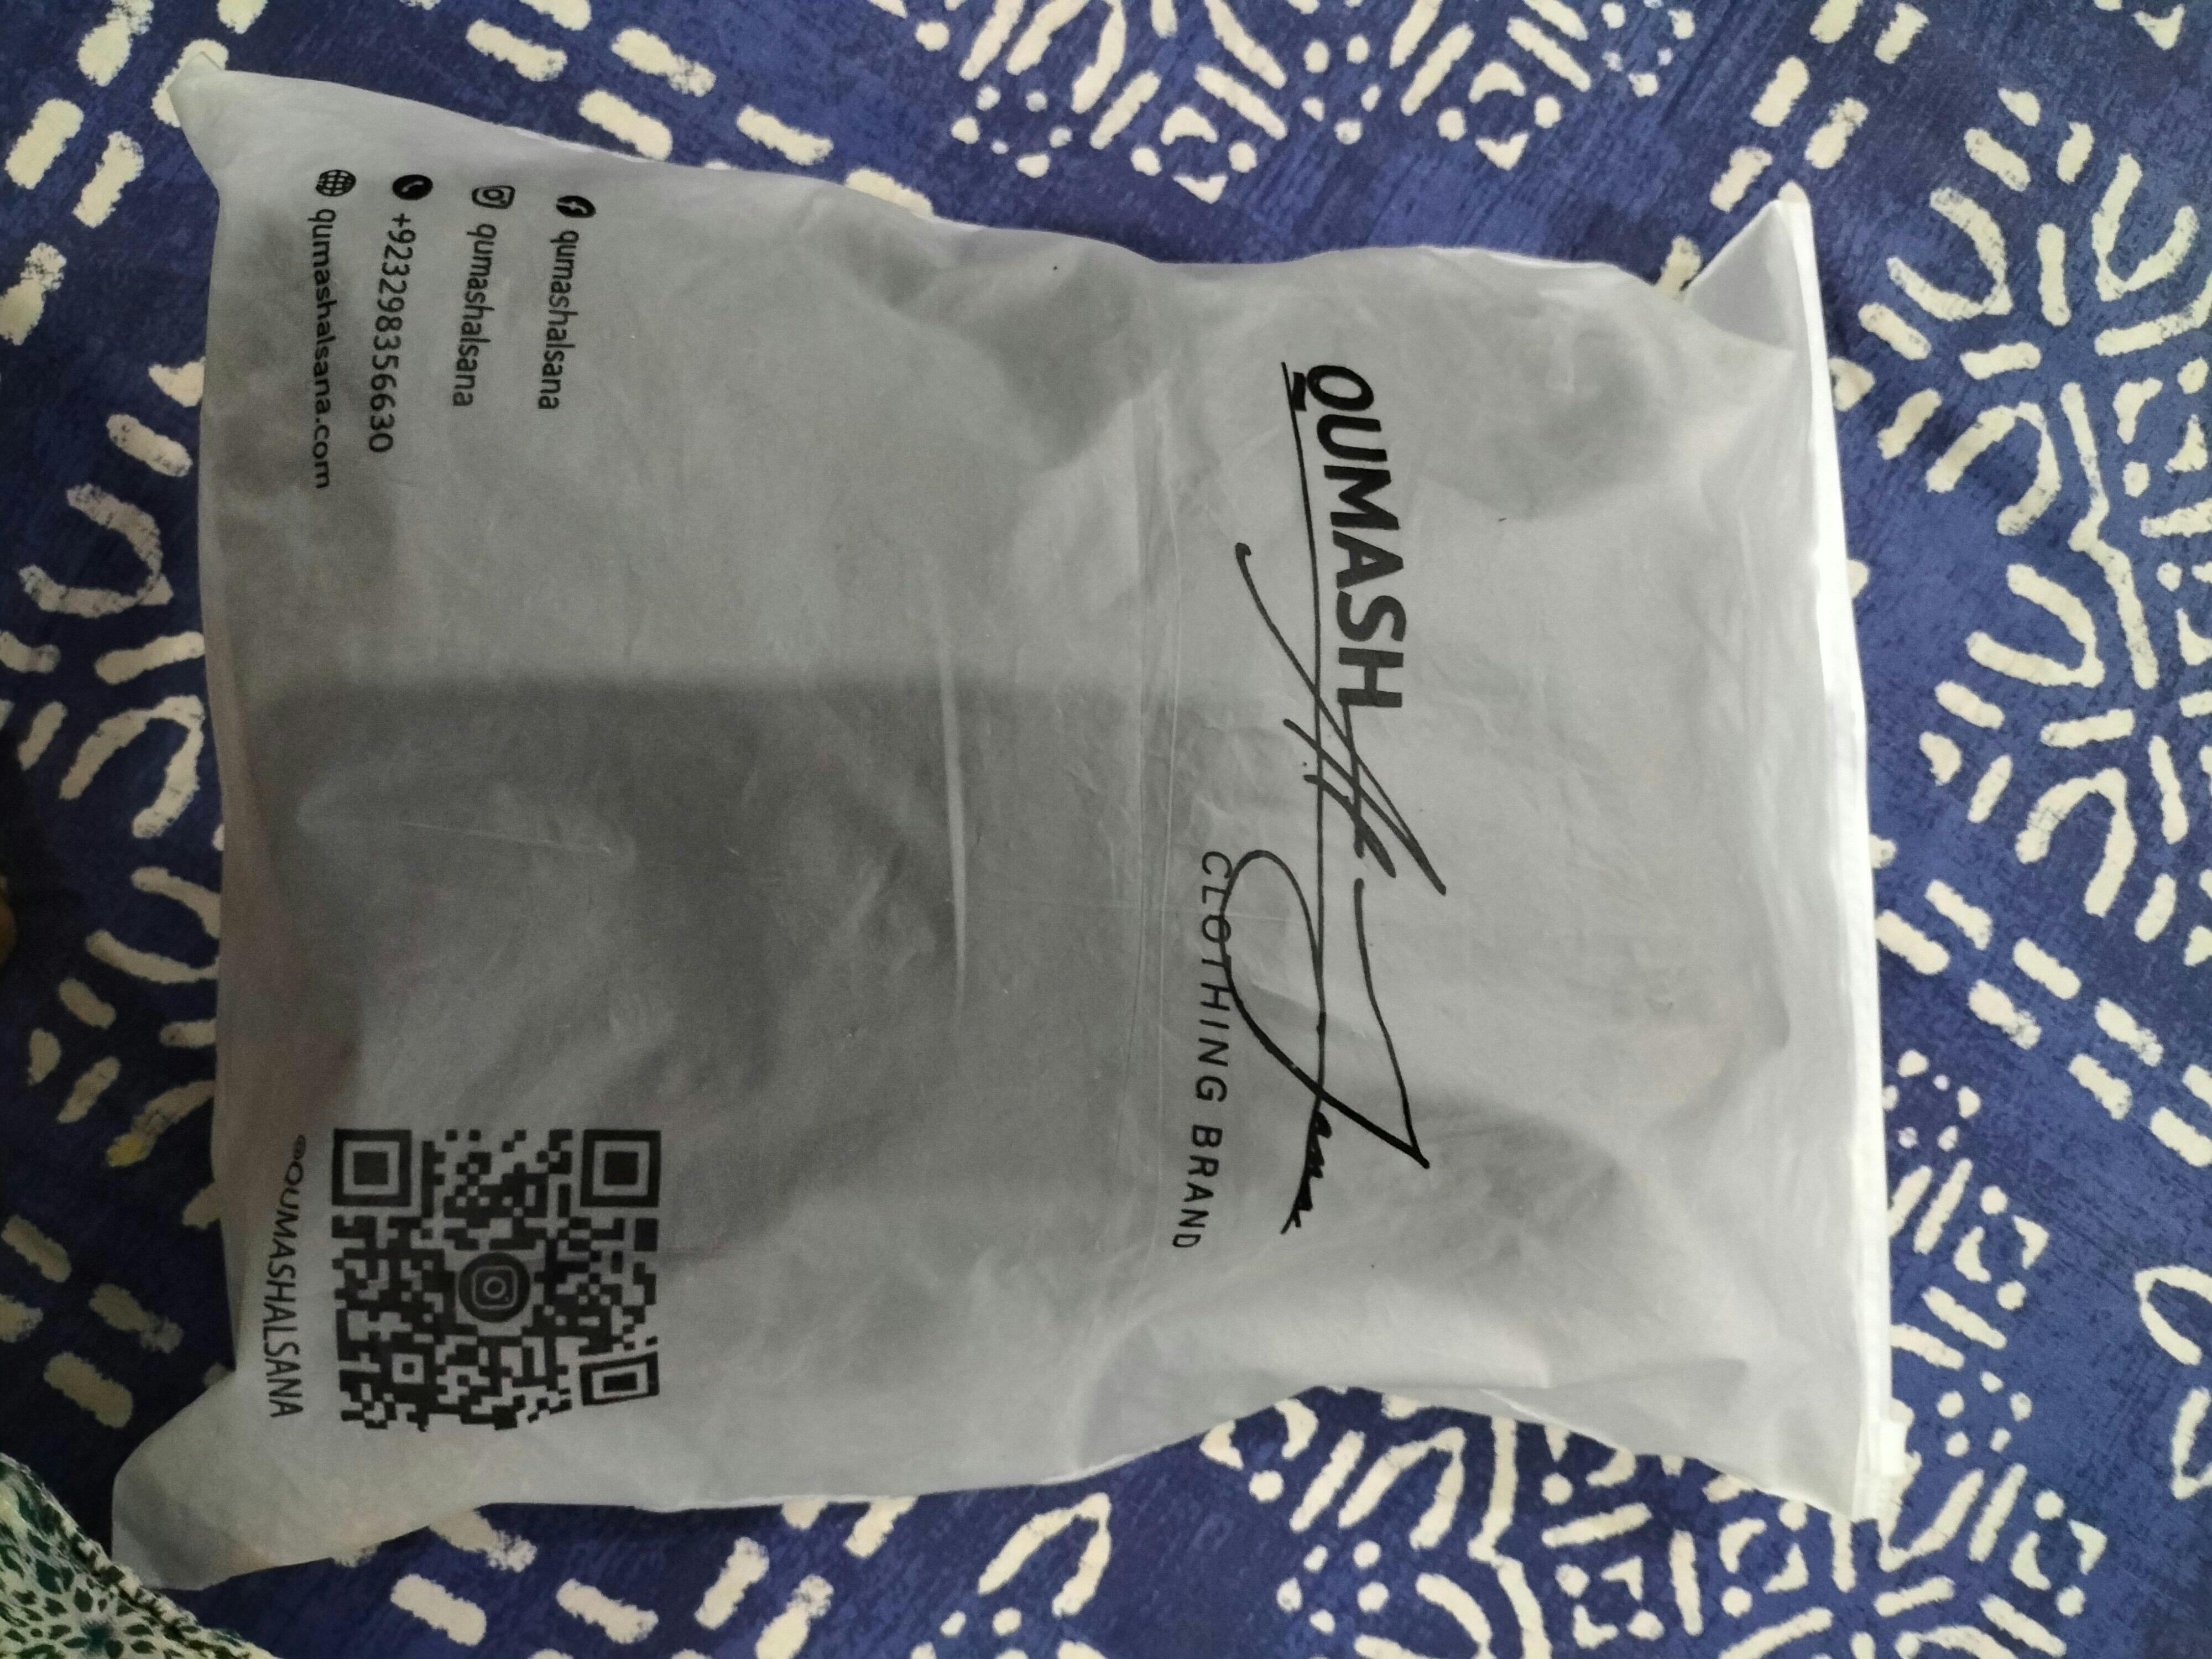 QUMASH
CLOTHING BRAND
qumashalsana
qumashalsana
+923298356630
qumashalsana.com
@QUMASHALSANA